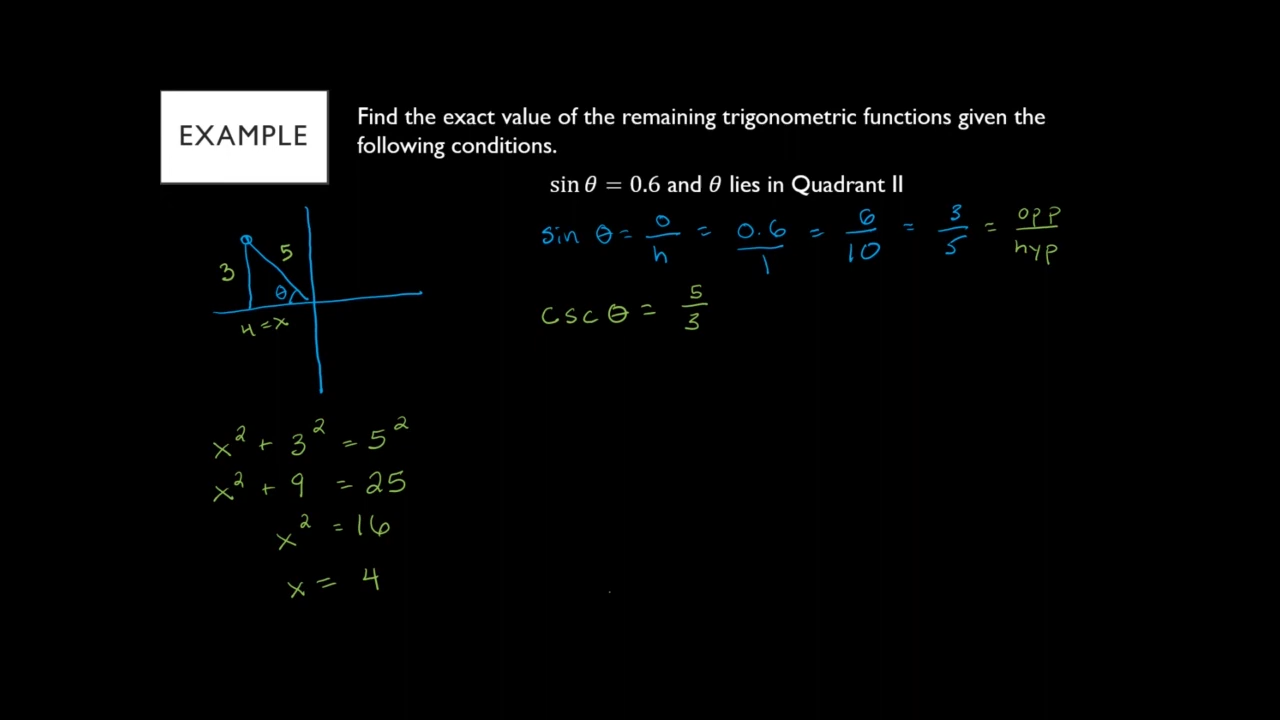 EXAMPLE
Find the exact value of the remaining trigonometric functions given the
following conditions.
sin θ = 0.6 and θ lies in Quadrant II
sin θ = o/h = 0.6/1 = 6/10 = 3/5 = opp/hyp
csc θ = 5/3
3
5
θ
4 = x
x² + 3² = 5²
x² + 9 = 25
x² = 16
x = 4